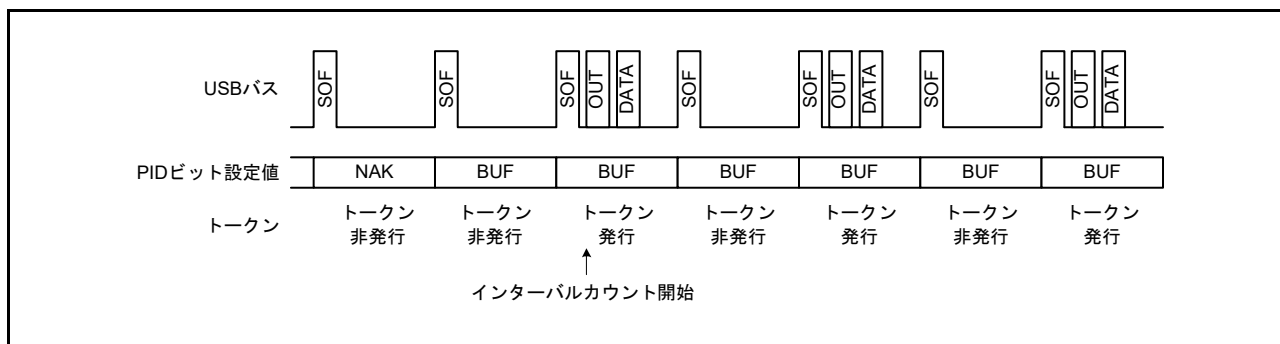 USBバス
SOF
SOF
SOF
OUT
DATA
SOF
SOF
OUT
DATA
SOF
SOF
OUT
DATA
PIDビット設定値
NAK
BUF
BUF
BUF
BUF
BUF
BUF
トークン
トークン
非発行
トークン
非発行
トークン
発行
トークン
非発行
トークン
発行
トークン
非発行
トークン
発行
インターバルカウント開始